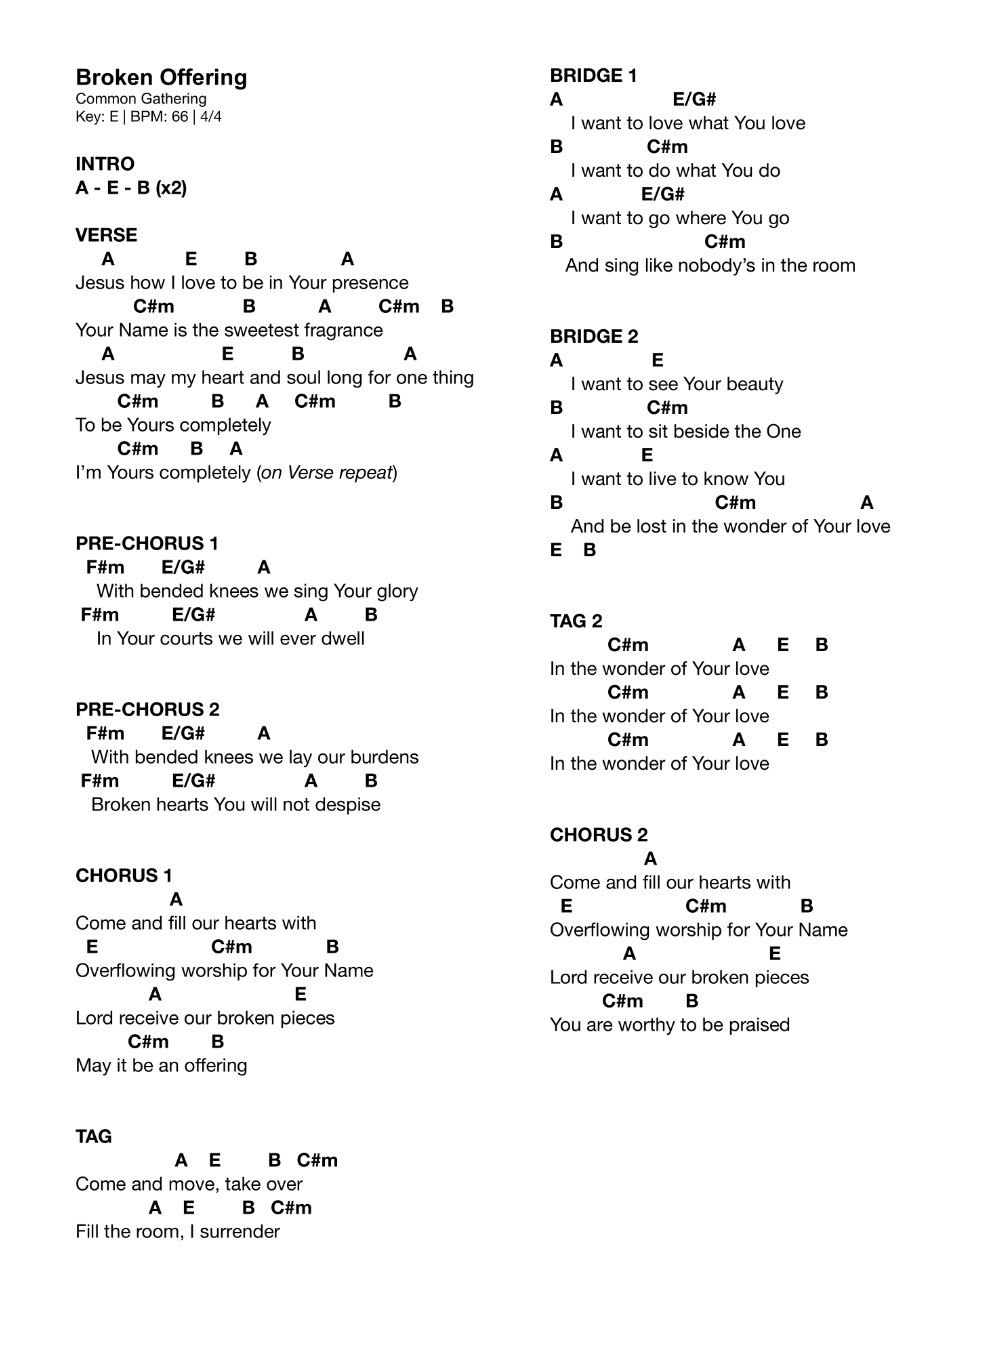 Broken Offering
Common Gathering
Key: E | BPM: 66 | 4/4
INTRO
A - E - B (x2)
VERSE
A E B A
Jesus how I love to be in Your presence
C#m B A C#m B
Your Name is the sweetest fragrance
A E B A
Jesus may my heart and soul long for one thing
C#m B A C#m B
To be Yours completely
C#m B A
I'm Yours completely (on Verse repeat)
PRE-CHORUS 1
F#m E/G# A
With bended knees we sing Your glory
F#m E/G# A B
In Your courts we will ever dwell
PRE-CHORUS 2
F#m E/G# A
With bended knees we lay our burdens
F#m E/G# A B
Broken hearts You will not despise
CHORUS 1
A
Come and fill our hearts with
E C#m B
Overflowing worship for Your Name
A E
Lord receive our broken pieces
C#m B
May it be an offering
TAG
A E B C#m
Come and move, take over
A E B C#m
Fill the room, I surrender
BRIDGE 1
A E/G#
I want to love what You love
B C#m
I want to do what You do
A E/G#
I want to go where You go
B C#m
And sing like nobody's in the room
BRIDGE 2
A E
I want to see Your beauty
B C#m
I want to sit beside the One
A E
I want to live to know You
B C#m A
And be lost in the wonder of Your love
E B
TAG 2
C#m A E B
In the wonder of Your love
C#m A E B
In the wonder of Your love
C#m A E B
In the wonder of Your love
CHORUS 2
A
Come and fill our hearts with
E C#m B
Overflowing worship for Your Name
A E
Lord receive our broken pieces
C#m B
You are worthy to be praised